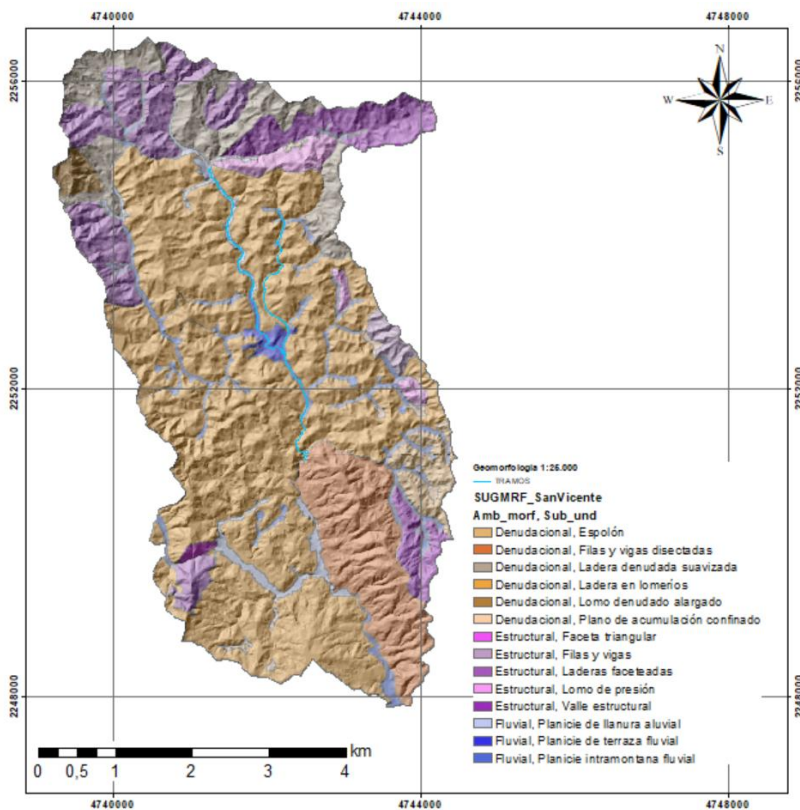 4740000 4744000 4748000
N
W E
S
2256000 2256000
2252000 2252000
Geomorfología 1:25.000
TRAMOS
SUGMRF_SanVicente
Amb_morf, Sub_und
Denudacional, Espolón
Denudacional, Filas y vigas disectadas
Denudacional, Ladera denudada suavizada
Denudacional, Ladera en lomeríos
Denudacional, Lomo denudado alargado
Denudacional, Plano de acumulación confinado
Estructural, Faceta triangular
Estructural, Filas y vigas
Estructural, Laderas faceteadas
Estructural, Lomo de presión
Estructural, Valle estructural
Fluvial, Planicie de llanura aluvial
Fluvial, Planicie de terraza fluvial
Fluvial, Planicie intramontana fluvial
2248000 2248000
km
0 0,5 1 2 3 4
4740000 4744000 4748000